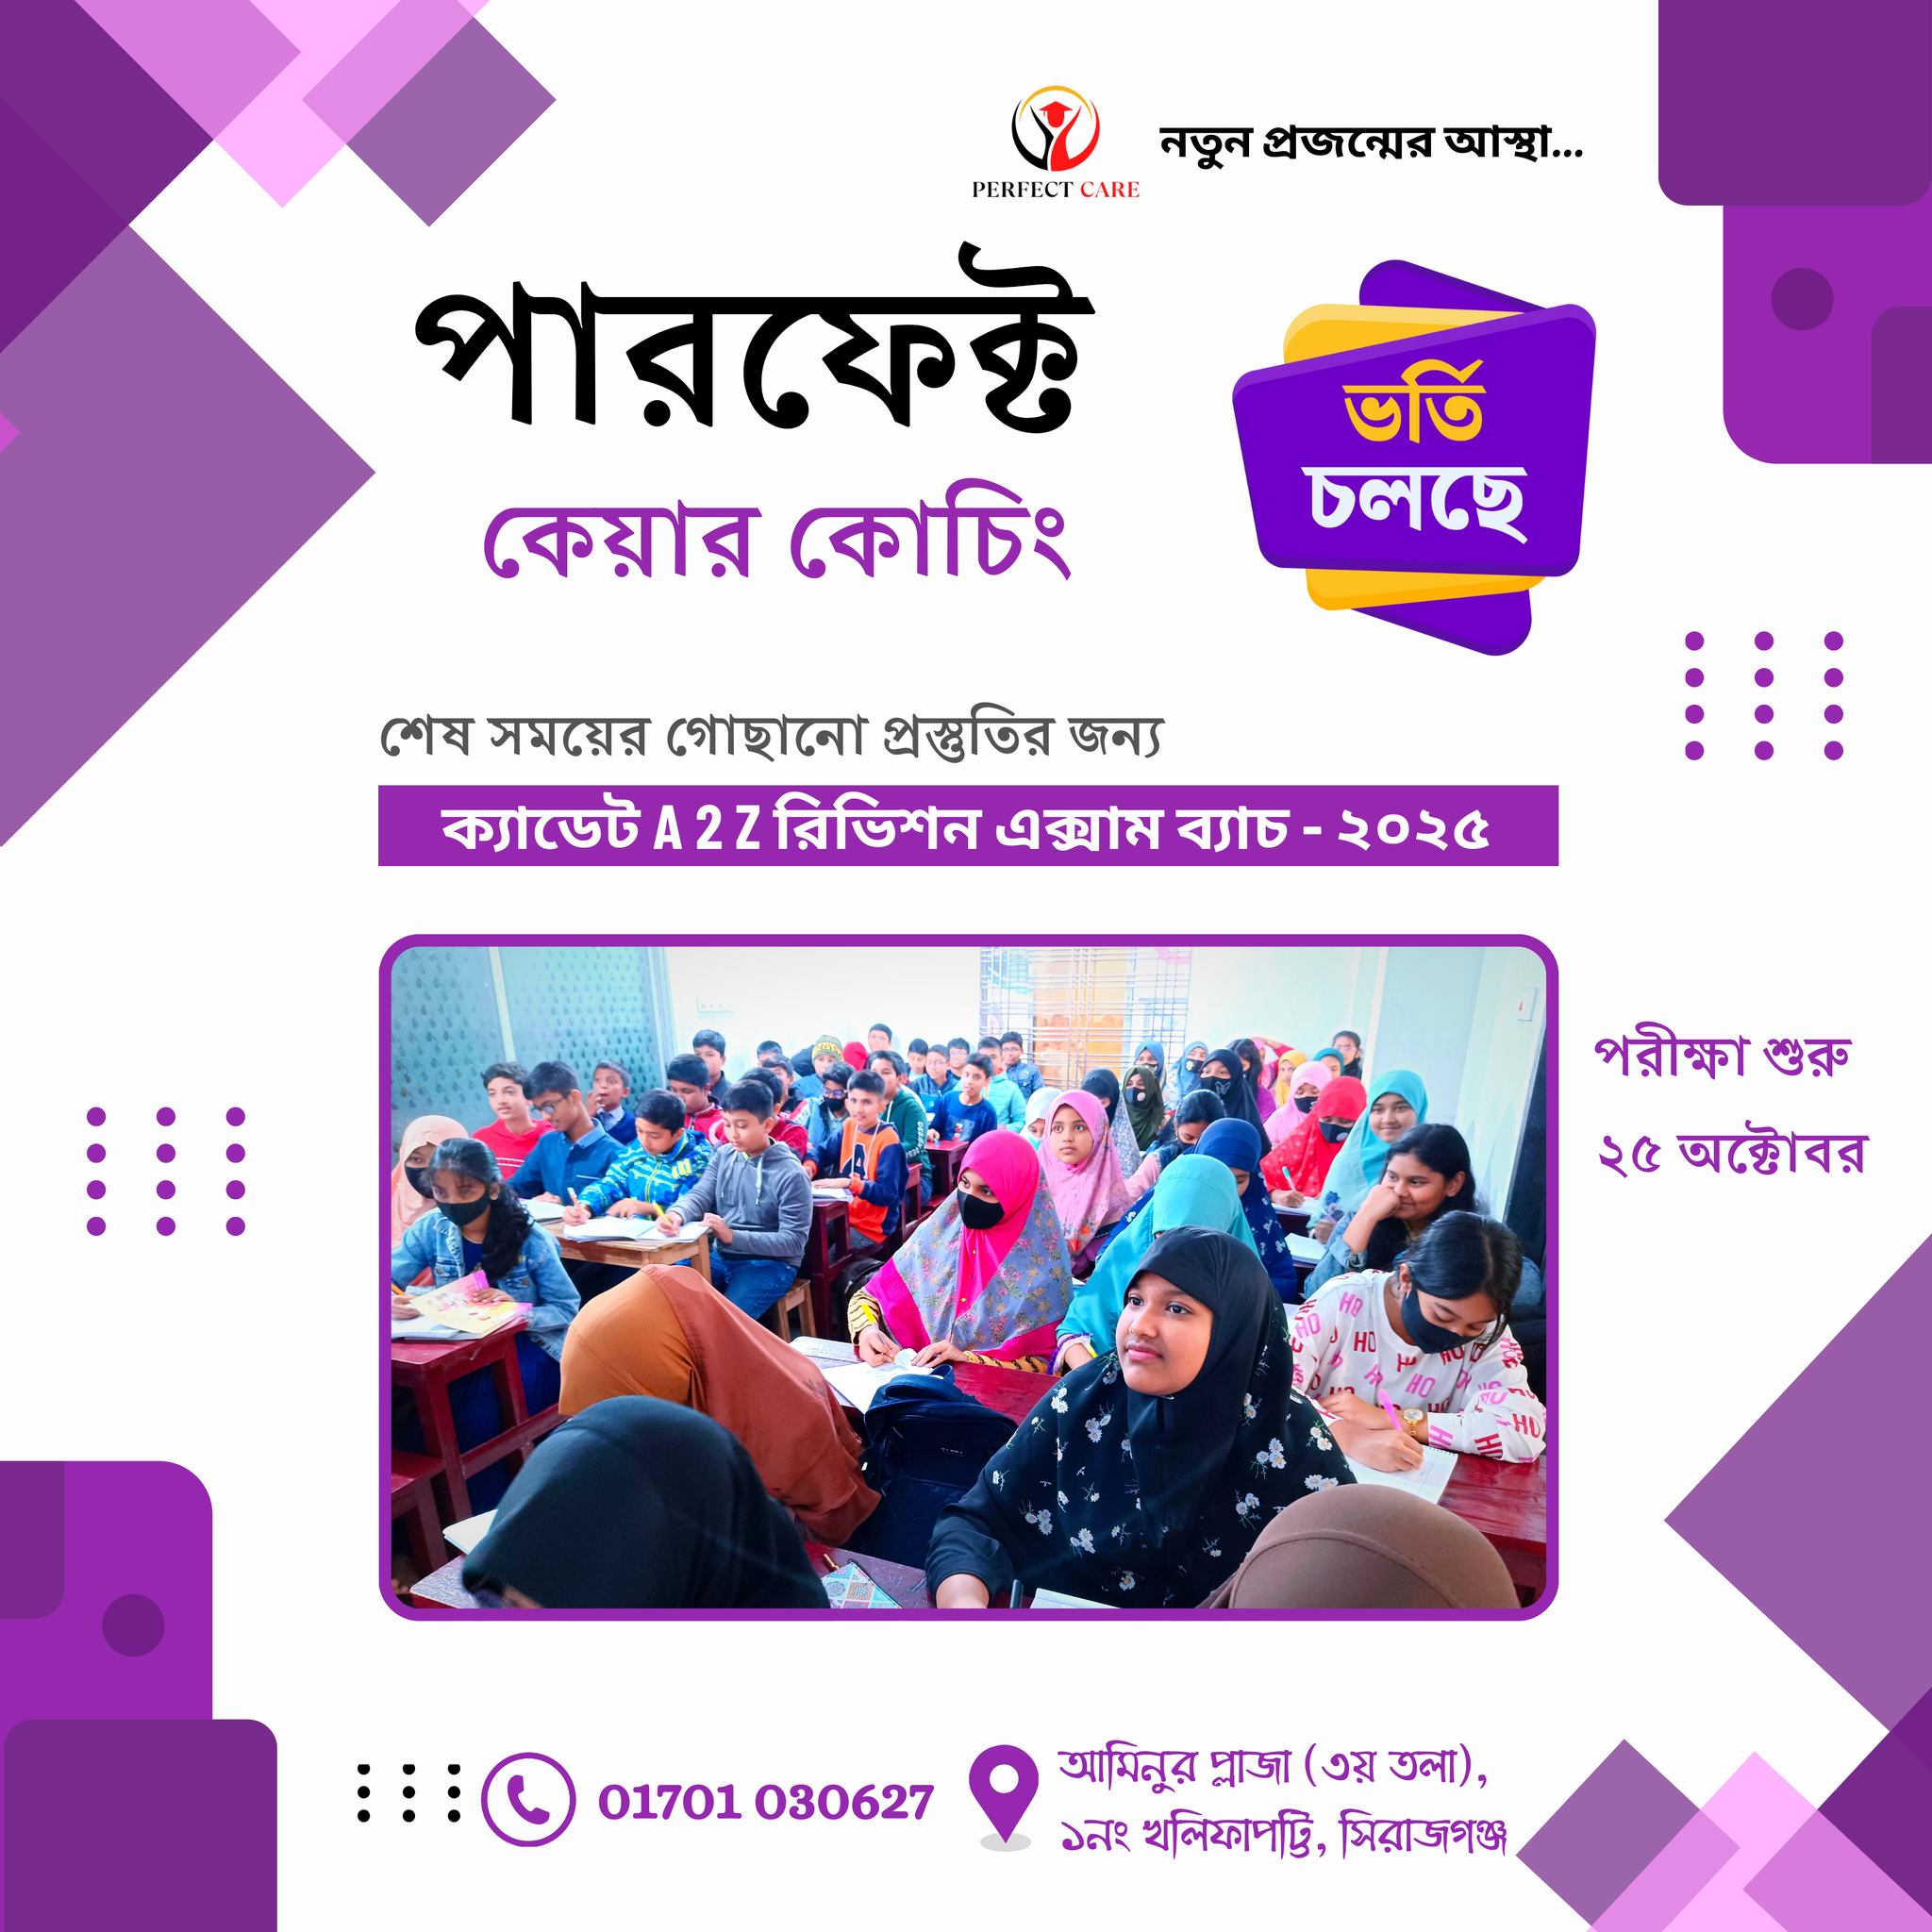 PERFECT CARE
নতুন প্রজন্মের আস্থা...
পারফেক্ট
কেয়ার কোচিং
ভর্তি
চলছে
শেষ সময়ের গোছানো প্রস্তুতির জন্য
ক্যাডেট A 2 Z রিভিশন এক্সাম ব্যাচ - ২০২৫
পরীক্ষা শুরু
২৫ অক্টোবর
01701 030627
আমিনুর প্লাজা (৩য় তলা),
১নং খলিফাপট্টি, সিরাজগঞ্জ